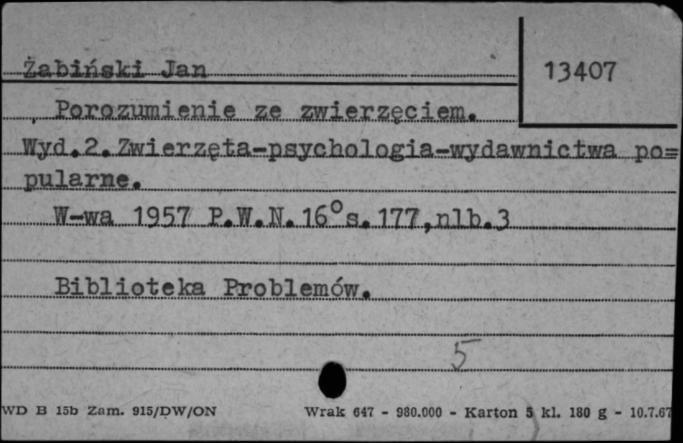 Żabiński Jan
13407
Porozumienie ze zwierzęciem.
Wyd.2.Zwierzęta-psychologia-wydawnictwa po=
pularne.
W-wa 1957 P.W.N. 16° s.177,nlb.3
Biblioteka Problemów.
5
WD B 15b Zam. 915/DW/ON Wrak 647 - 980.000 - Karton 5 kl. 180 g - 10.7.67